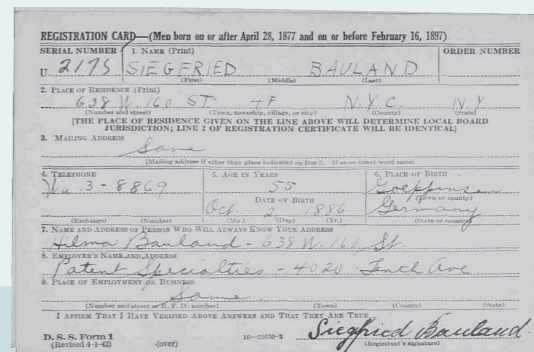 REGISTRATION CARD—(Men born on or after April 28, 1877 and on or before February 16, 1897)
SERIAL NUMBER 1. NAME (Print) ORDER NUMBER
U 2175 SIEGFRIED BAULAND
(First) (Middle) (Last)
2. PLACE OF RESIDENCE (Print)
638 W. 160 ST. 4F N.Y.C. N.Y
(Number and street) (Town, township, village, or city) (County) (State)
[THE PLACE OF RESIDENCE GIVEN ON THE LINE ABOVE WILL DETERMINE LOCAL BOARD
JURISDICTION; LINE 2 OF REGISTRATION CERTIFICATE WILL BE IDENTICAL]
3. MAILING ADDRESS
Same
(Mailing address if other than place indicated on line 2. If same insert word same)
4. TELEPHONE 5. AGE IN YEARS 6. PLACE OF BIRTH
Wa. 3-8869 55 Goeppingen
DATE OF BIRTH (Town or county)
Oct. 2 1886 Germany
(Exchange) (Number) (Mo.) (Day) (Yr.) (State or country)
7. NAME AND ADDRESS OF PERSON WHO WILL ALWAYS KNOW YOUR ADDRESS
Hilma Bauland - 638 W. 160 St.
8. EMPLOYER'S NAME AND ADDRESS
Patent Specialties - 4020 - Ave
9. PLACE OF EMPLOYMENT OR BUSINESS
Same
(Number and street or R. F. D. number) (Town) (County) (State)
I AFFIRM THAT I HAVE VERIFIED ABOVE ANSWERS AND THAT THEY ARE TRUE.
D. S. S. Form 1 Siegfried Bauland
(Revised 4-1-42) (over) 16—21630-2 (Registrant's signature)